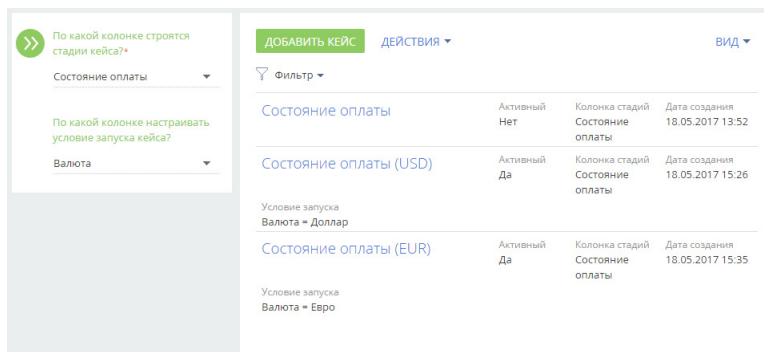 По какой колонке строятся
стадии кейса?*
Состояние оплаты
По какой колонке настраивать
условие запуска кейса?
Валюта
ДОБАВИТЬ КЕЙС ДЕЙСТВИЯ ВИД
Фильтр
Состояние оплаты Активный Колонка стадий Дата создания
Нет Состояние 18.05.2017 13:52
оплаты
Состояние оплаты (USD) Активный Колонка стадий Дата создания
Да Состояние 18.05.2017 15:26
оплаты
Условие запуска
Валюта = Доллар
Состояние оплаты (EUR) Активный Колонка стадий Дата создания
Да Состояние 18.05.2017 15:35
оплаты
Условие запуска
Валюта = Евро